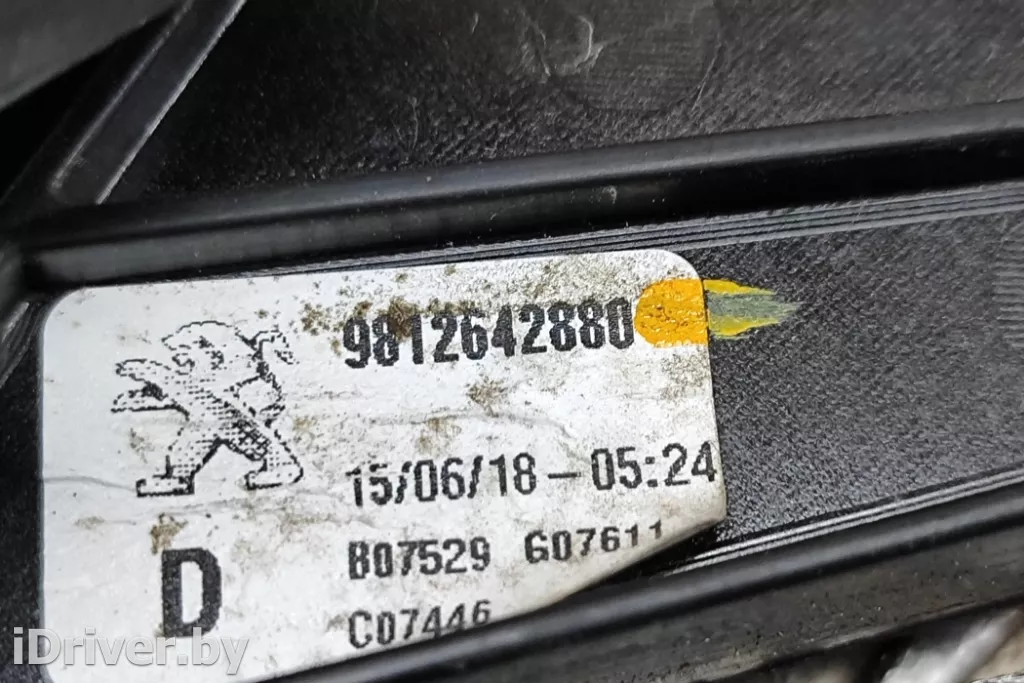 9812642880
15/06/18-05:24
B07529 G07611
C07446
D
iDriver.by